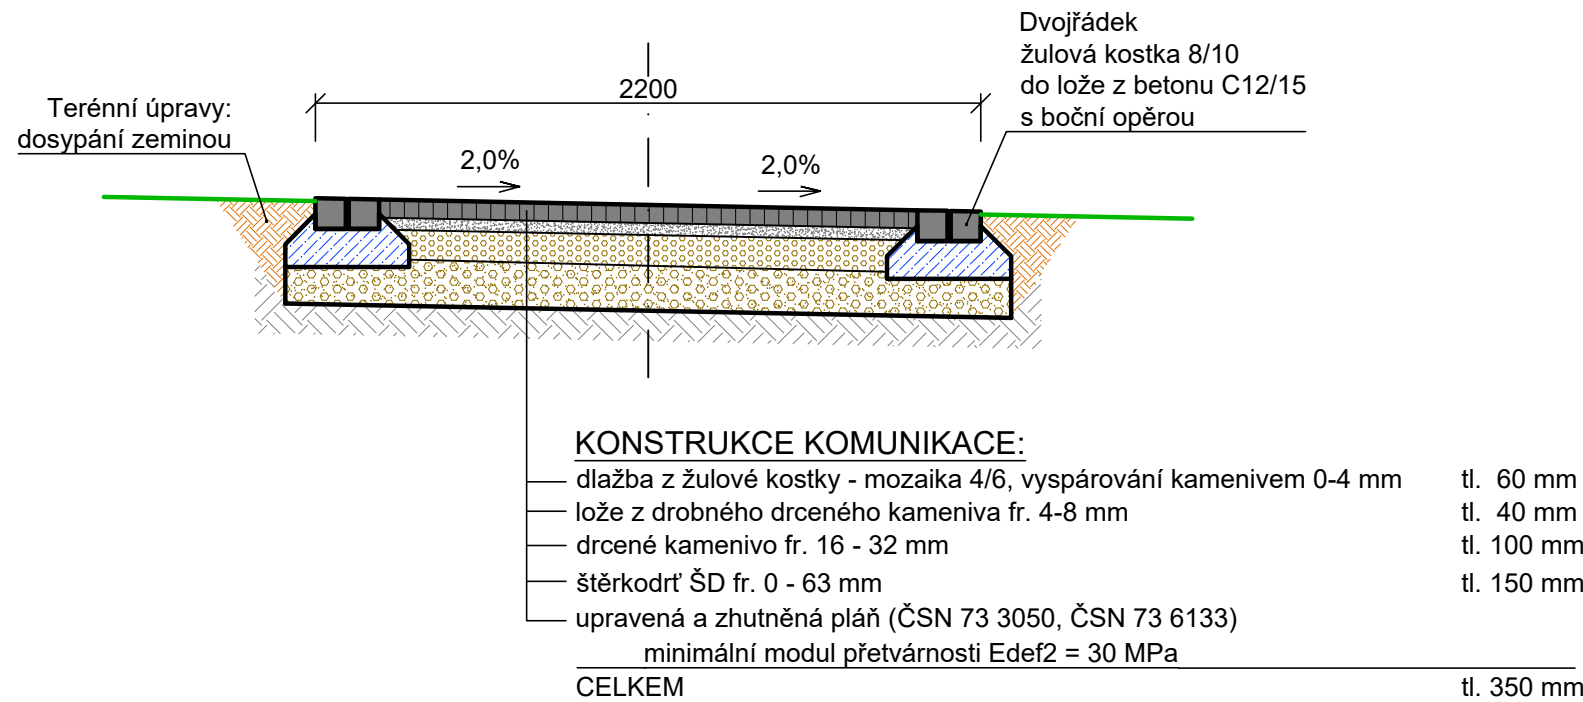 Dvojřádek
žulová kostka 8/10
do lože z betonu C12/15
s boční opěrou
Terénní úpravy:
dosypání zeminou
2200
2,0%
2,0%
KONSTRUKCE KOMUNIKACE:
dlažba z žulové kostky - mozaika 4/6, vyspárování kamenivem 0-4 mm tl. 60 mm
lože z drobného drceného kameniva fr. 4-8 mm tl. 40 mm
drcené kamenivo fr. 16 - 32 mm tl. 100 mm
štěrkodrť ŠD fr. 0 - 63 mm tl. 150 mm
upravená a zhutněná pláň (ČSN 73 3050, ČSN 73 6133)
minimální modul přetvárnosti Edef2 = 30 MPa
CELKEM tl. 350 mm